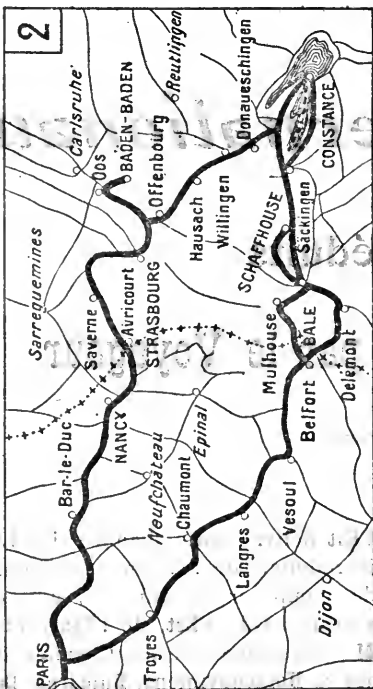 2
PARIS
Bar-le-Duc
NANCY
Sarreguemines
Saverne
Avricourt
STRASBOURG
Carlsruhe
Oos
BADEN-BADEN
Offenbourg
Reutlingen
Hausach
Willingen
Donaueschingen
Troyes
Neufchâteau
Chaumont
Epinal
Langres
Vesoul
Dijon
Mulhouse
Belfort
BALE
Delémont
SCHAFFHOUSE
Säckingen
CONSTANCE